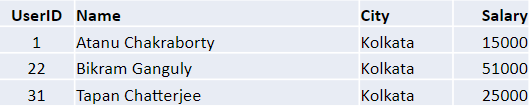 UserID Name City Salary
1 Atanu Chakraborty Kolkata 15000
22 Bikram Ganguly Kolkata 51000
31 Tapan Chatterjee Kolkata 25000